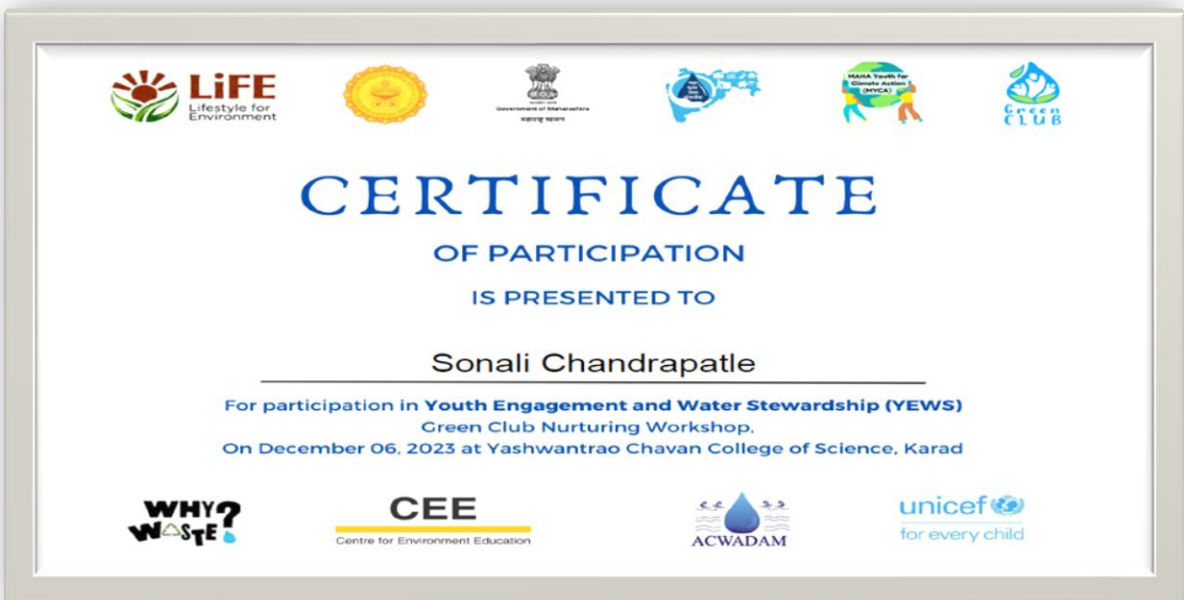 LiFE
Lifestyle for
Environment
Government of Maharashtra
महाराष्ट्र शासन
MAHA Youth for
Climate Action
(MYCA)
Green
CLUB
CERTIFICATE
OF PARTICIPATION
IS PRESENTED TO
Sonali Chandrapatle
For participation in Youth Engagement and Water Stewardship (YEWS)
Green Club Nurturing Workshop,
On December 06, 2023 at Yashwantrao Chavan College of Science, Karad
WHY?
WASTE
CEE
Centre for Environment Education
ACWADAM
unicef
for every child